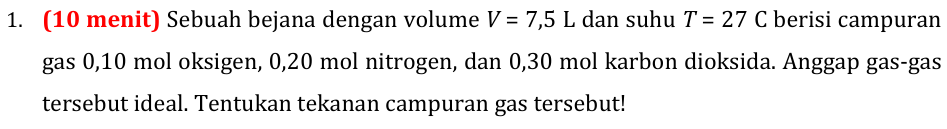 1. (10 menit) Sebuah bejana dengan volume V = 7,5 L dan suhu T = 27 C berisi campuran
gas 0,10 mol oksigen, 0,20 mol nitrogen, dan 0,30 mol karbon dioksida. Anggap gas-gas
tersebut ideal. Tentukan tekanan campuran gas tersebut!